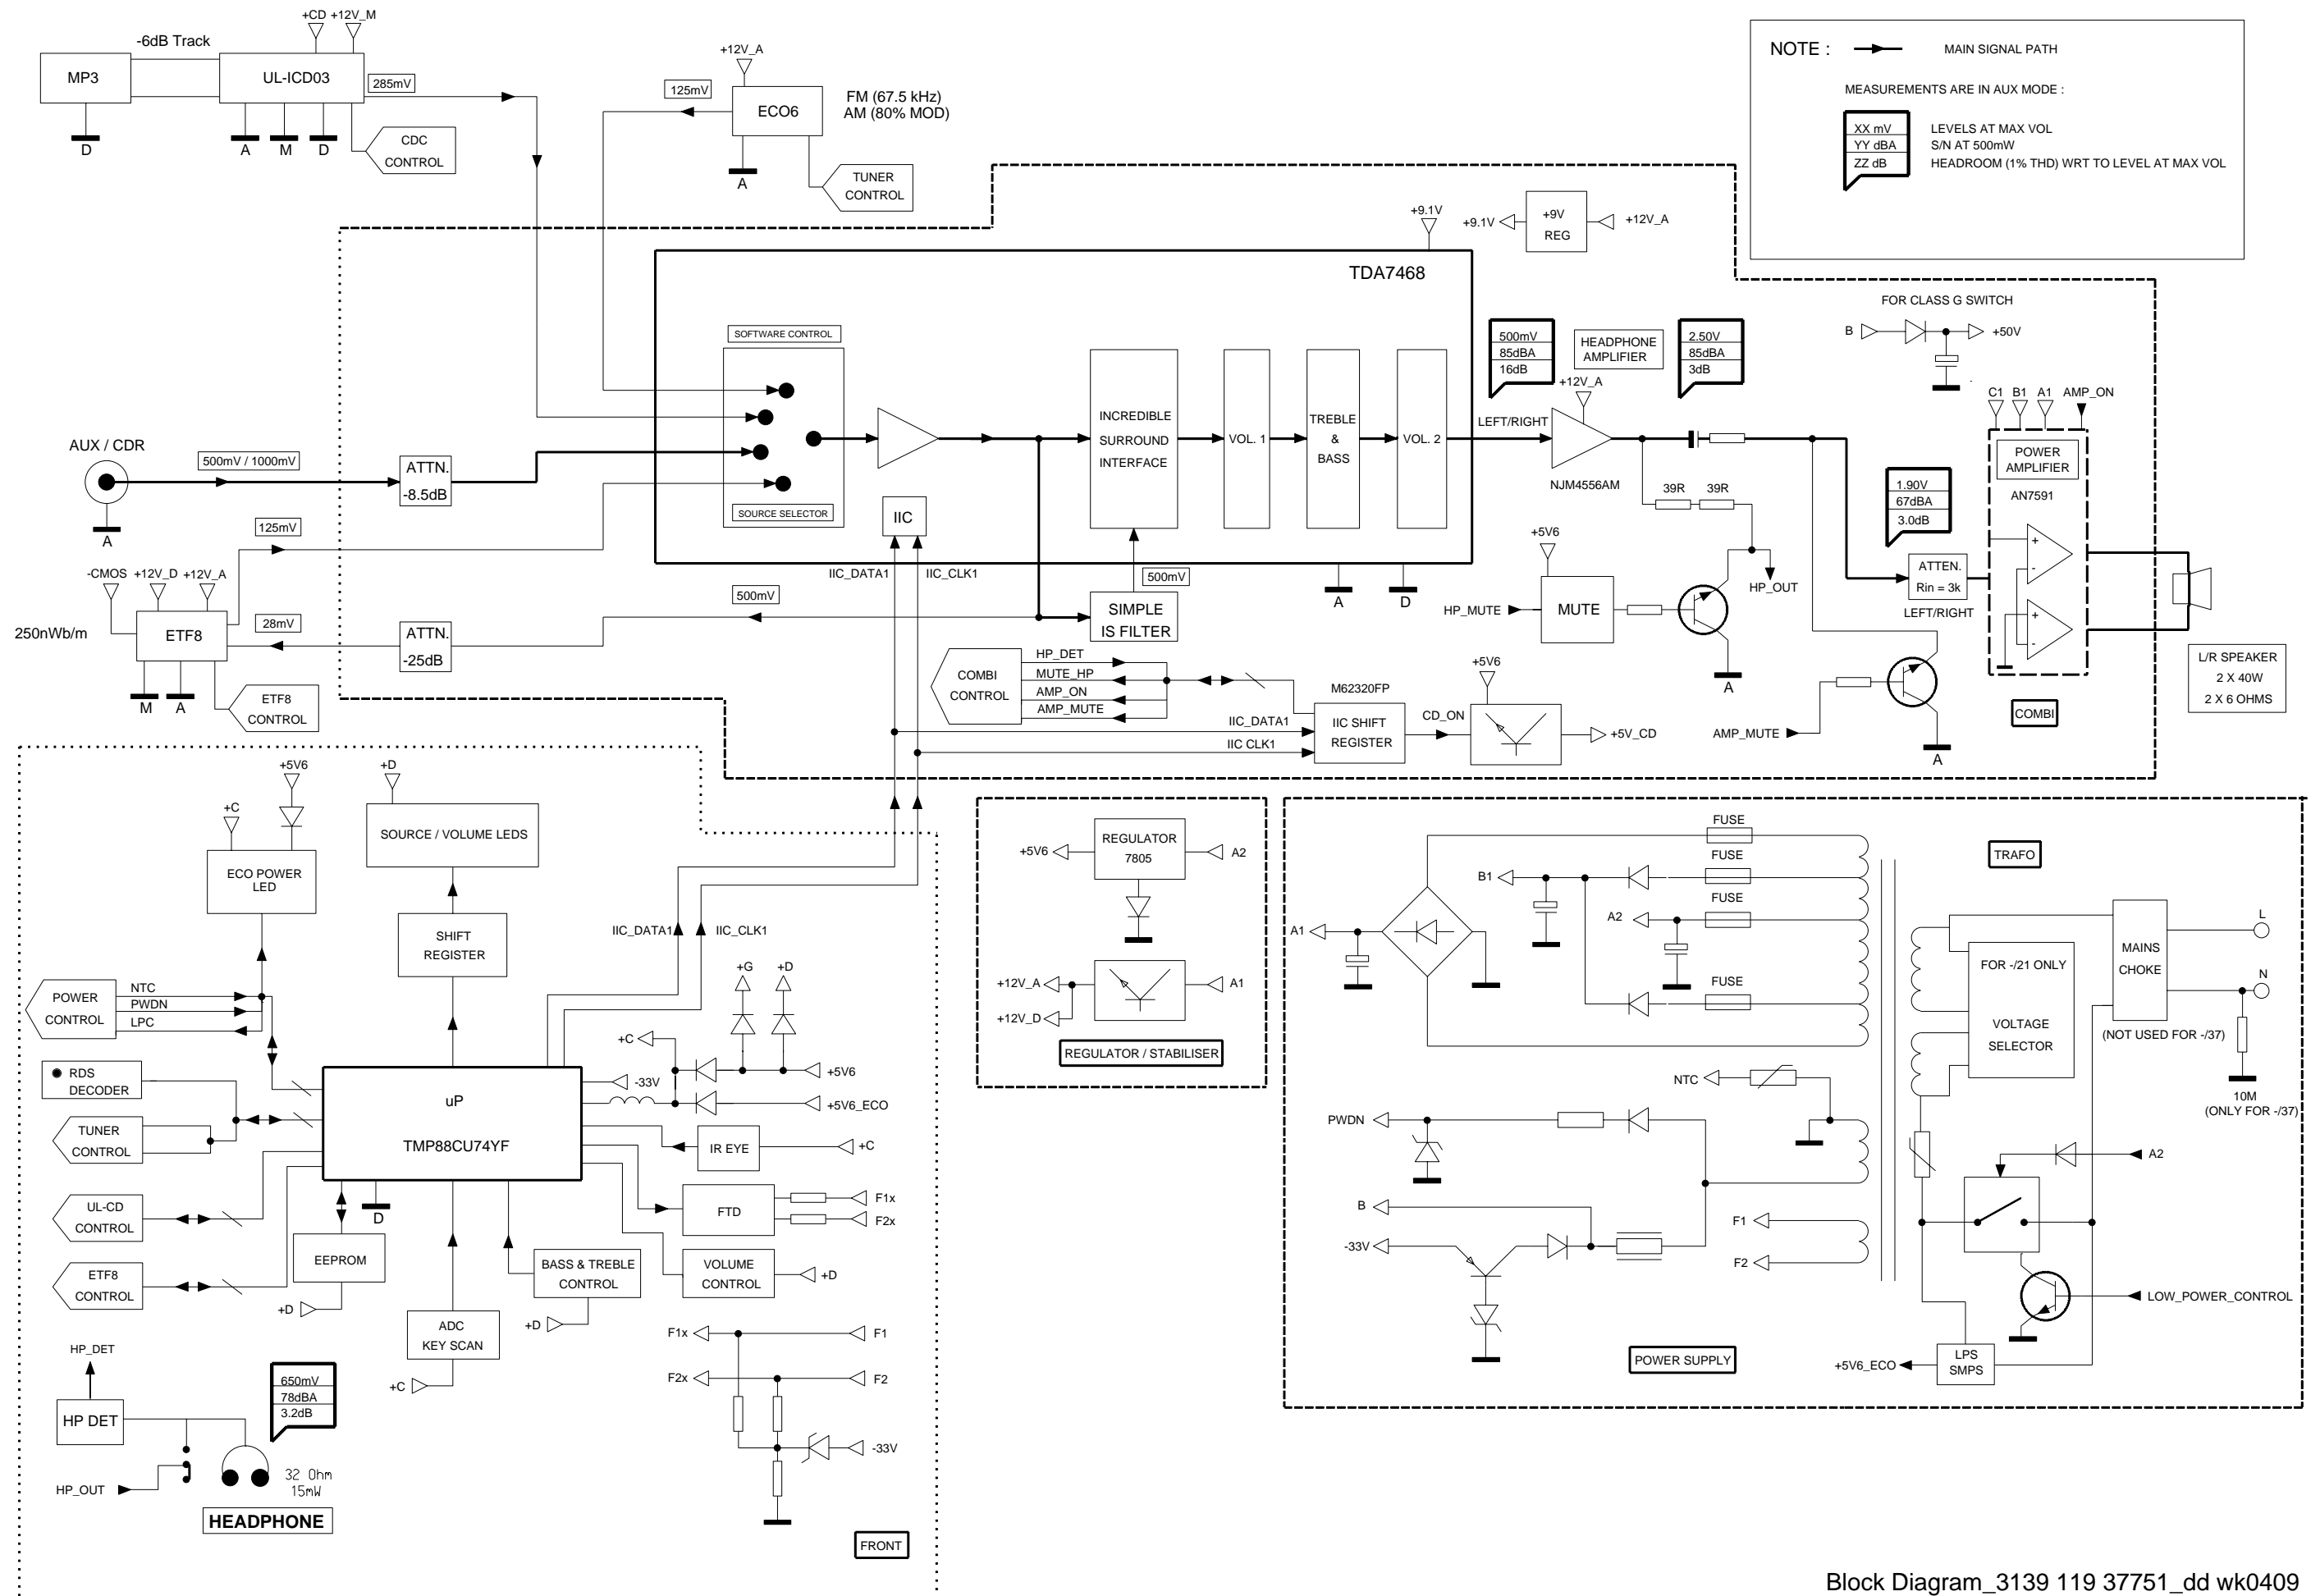 +CD +12V_M
-6dB Track
MP3
UL-ICD03
285mV
D
A
M
D
CDC
CONTROL
+12V_A
125mV
ECO6
FM (67.5 kHz)
AM (80% MOD)
A
TUNER
CONTROL
NOTE :
MAIN SIGNAL PATH
MEASUREMENTS ARE IN AUX MODE :
XX mV
LEVELS AT MAX VOL
YY dBA
S/N AT 500mW
ZZ dB
HEADROOM (1% THD) WRT TO LEVEL AT MAX VOL
+9.1V
+9.1V
+9V
REG
+12V_A
TDA7468
SOFTWARE CONTROL
SOURCE SELECTOR
IIC
INCREDIBLE
SURROUND
INTERFACE
VOL. 1
TREBLE
&
BASS
VOL. 2
500mV
85dBA
16dB
HEADPHONE
AMPLIFIER
2.50V
85dBA
3dB
+12V_A
LEFT/RIGHT
NJM4556AM
39R
39R
FOR CLASS G SWITCH
B
+50V
C1
B1
A1
AMP_ON
POWER
AMPLIFIER
AN7591
+
-
+
-
1.90V
67dBA
3.0dB
ATTEN.
Rin = 3k
LEFT/RIGHT
AUX / CDR
500mV / 1000mV
ATTN.
-8.5dB
A
125mV
-CMOS
+12V_D
+12V_A
250nWb/m
ETF8
28mV
ATTN.
-25dB
500mV
M
A
ETF8
CONTROL
IIC_DATA1
IIC_CLK1
500mV
SIMPLE
IS FILTER
A
D
+5V6
HP_MUTE
MUTE
HP_OUT
A
COMBI
CONTROL
HP_DET
MUTE_HP
AMP_ON
AMP_MUTE
IIC_DATA1
IIC CLK1
M62320FP
IIC SHIFT
REGISTER
CD_ON
+5V6
+5V_CD
AMP_MUTE
A
COMBI
L/R SPEAKER
2 X 40W
2 X 6 OHMS
+5V6
+C
ECO POWER
LED
+D
SOURCE / VOLUME LEDS
SHIFT
REGISTER
IIC_DATA1
IIC_CLK1
POWER
CONTROL
NTC
PWDN
LPC
RDS
DECODER
TUNER
CONTROL
UL-CD
CONTROL
ETF8
CONTROL
uP
TMP88CU74YF
D
EEPROM
+D
ADC
KEY SCAN
+C
BASS & TREBLE
CONTROL
+D
+G
+D
+C
+5V6
-33V
+5V6_ECO
IR EYE
+C
FTD
F1x
F2x
VOLUME
CONTROL
+D
F1x
F1
F2x
F2
-33V
HP_DET
HP DET
HP_OUT
650mV
78dBA
3.2dB
32 Ohm
15mW
HEADPHONE
FRONT
+5V6
REGULATOR
7805
A2
+12V_A
A1
+12V_D
REGULATOR / STABILISER
FUSE
FUSE
FUSE
FUSE
B1
A2
A1
TRAFO
L
MAINS
CHOKE
N
FOR -/21 ONLY
VOLTAGE
SELECTOR
(NOT USED FOR -/37)
10M
(ONLY FOR -/37)
NTC
PWDN
B
-33V
F1
F2
A2
LOW_POWER_CONTROL
LPS
SMPS
+5V6_ECO
POWER SUPPLY
Block Diagram_3139 119 37751_dd wk0409